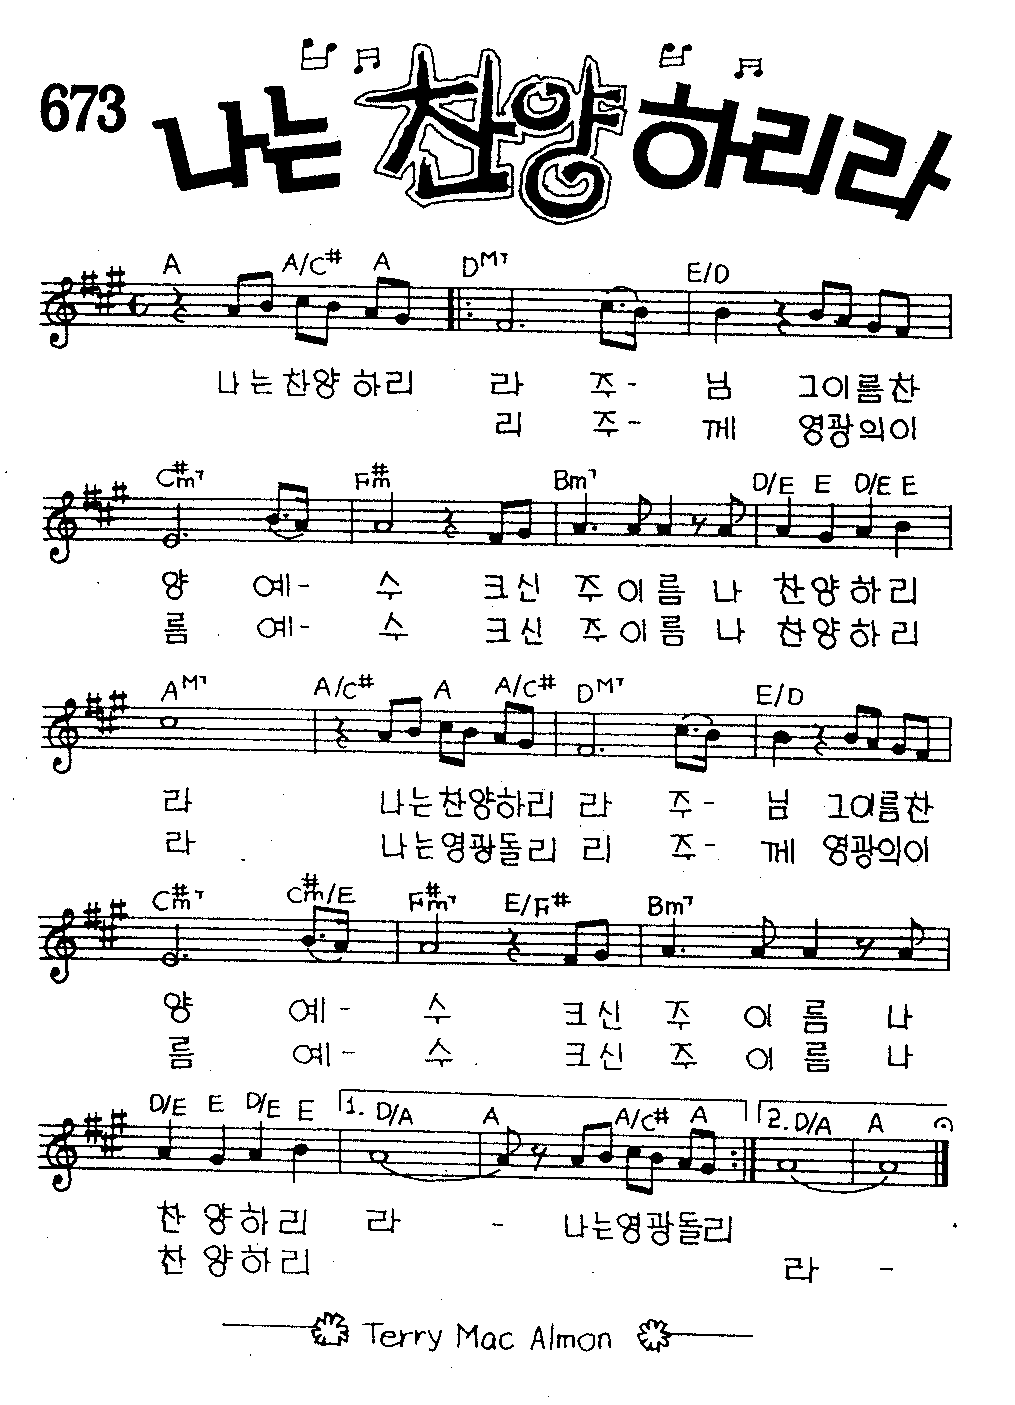 673
나는 찬양 하리라
A A/C# A DM7 E/D
나는찬양 하리 라 주- 님 그이름찬
리 주- 께 영광의이
C#m7 F#m Bm7 D/E E D/E E
양 예- 수 크신 주이름 나 찬양하리
름 예- 수 크신 주이름 나 찬양하리
AM7 A/C# A A/C# DM7 E/D
라 나는찬양하리 라 주- 님 그이름찬
라 나는영광돌리 리 주- 께 영광의이
C#m7 C#m/E F#m7 E/F# Bm7
양 예- 수 크신 주 이 름 나
름 예- 수 크신 주 이 름 나
D/E E D/E E 1. D/A A A/C# A 2. D/A A
찬 양하리 라 - 나는영광돌리
찬 양하리 라 -
Terry Mac Almon